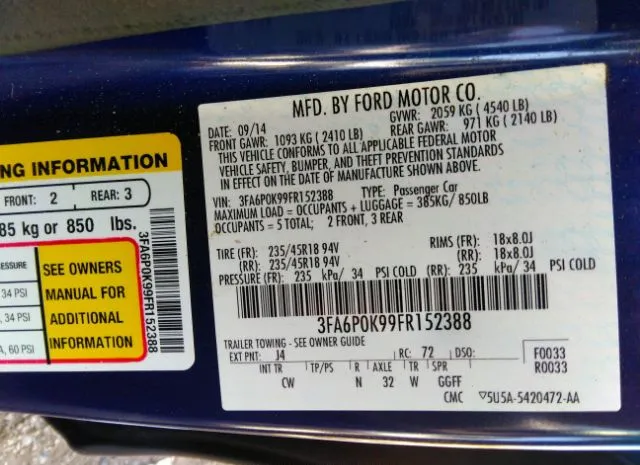 NG INFORMATION
FRONT: 2 REAR: 3
85 kg or 850 lbs.
ESSURE
34 PSI
, 34 PSI
A, 60 PSI
SEE OWNERS
MANUAL FOR
ADDITIONAL
INFORMATION
3FA6P0K99FR152388
MFD. BY FORD MOTOR CO.
DATE: 09/14 GVWR: 2059 KG ( 4540 LB)
FRONT GAWR: 1093 KG ( 2410 LB) REAR GAWR: 971 KG ( 2140 LB)
THIS VEHICLE CONFORMS TO ALL APPLICABLE FEDERAL MOTOR
VEHICLE SAFETY, BUMPER, AND THEFT PREVENTION STANDARDS
IN EFFECT ON THE DATE OF MANUFACTURE SHOWN ABOVE.
VIN: 3FA6P0K99FR152388 TYPE: Passenger Car
MAXIMUM LOAD = OCCUPANTS + LUGGAGE = 385KG/ 850LB
OCCUPANTS = 5 TOTAL; 2 FRONT, 3 REAR
TIRE (FR): 235/45R18 94V RIMS (FR): 18x8.0J
(RR): 235/45R18 94V (RR): 18x8.0J
PRESSURE (FR): 235 kPa/ 34 PSI COLD (RR): 235 kPa/ 34 PSI COLD
3FA6P0K99FR152388
TRAILER TOWING - SEE OWNER GUIDE
EXT PNT: J4 RC: 72 DSO: F0033
R0033
INT TR TP/PS R AXLE TR SPR
CW N 32 W GGFF
CMC ▽5U5A-5420472-AA